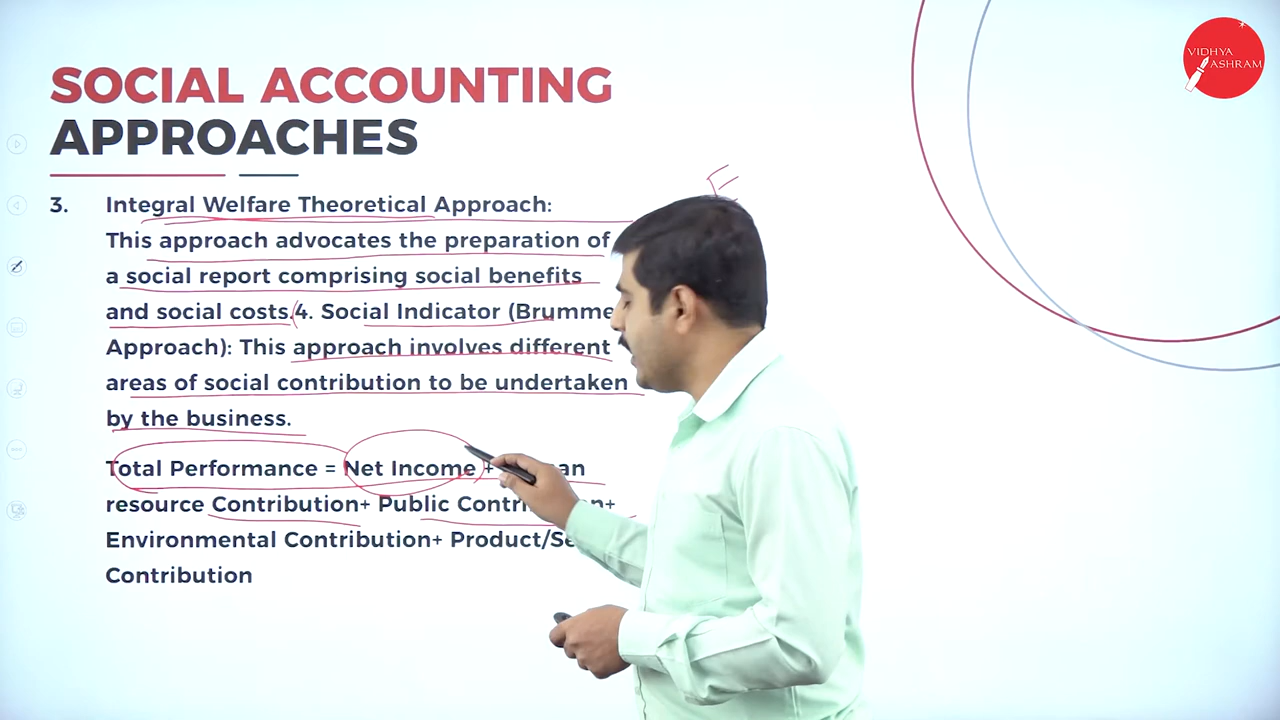 VIDHYA
ASHRAM
SOCIAL ACCOUNTING
APPROACHES
3. Integral Welfare Theoretical Approach:
This approach advocates the preparation of
a social report comprising social benefits
and social costs.4. Social Indicator (Brumme
Approach): This approach involves different
areas of social contribution to be undertaken
by the business.
Total Performance = Net Income +
resource Contribution+ Public
Environmental Contribution+
Contribution